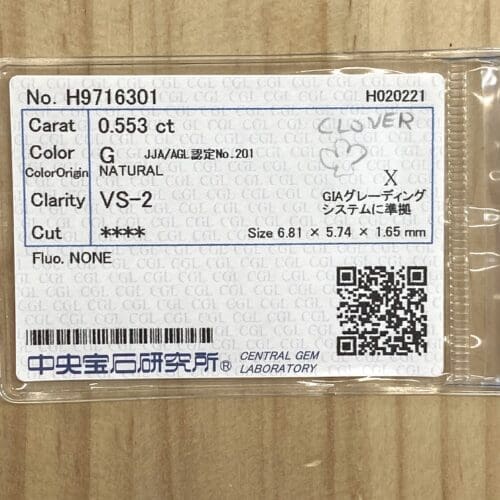 No. H9716301
H020221
Carat 0.553 ct
CLOVER
Color G JJA/AGL認定No.201
ColorOrigin NATURAL
X
Clarity VS-2
GIAグレーディング
システムに準拠
Cut ****
Size 6.81 × 5.74 × 1.65 mm
Fluo. NONE
中央宝石研究所®
CENTRAL GEM
LABORATORY